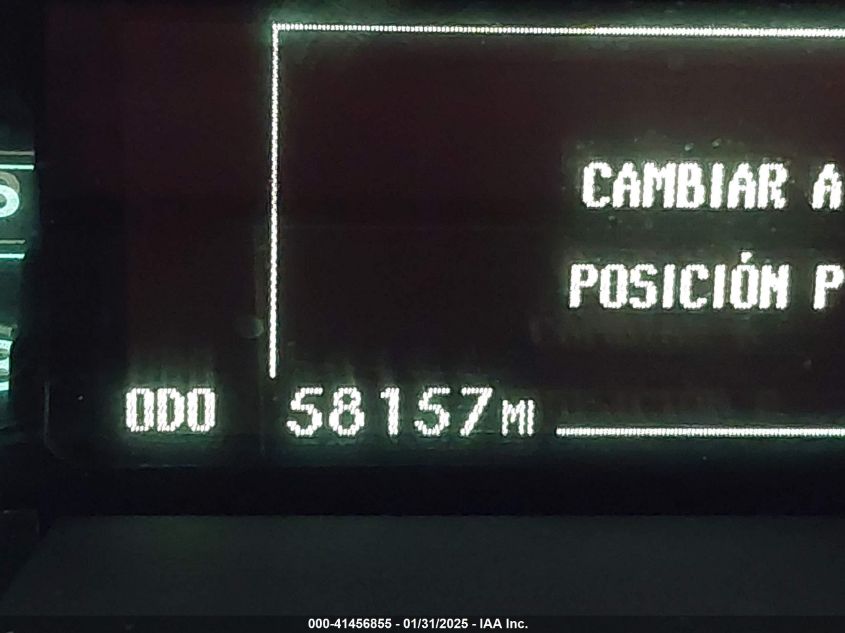 CAMBIAR A
POSICIÓN P
ODO 58157MI
000-41456855 - 01/31/2025 - IAA Inc.